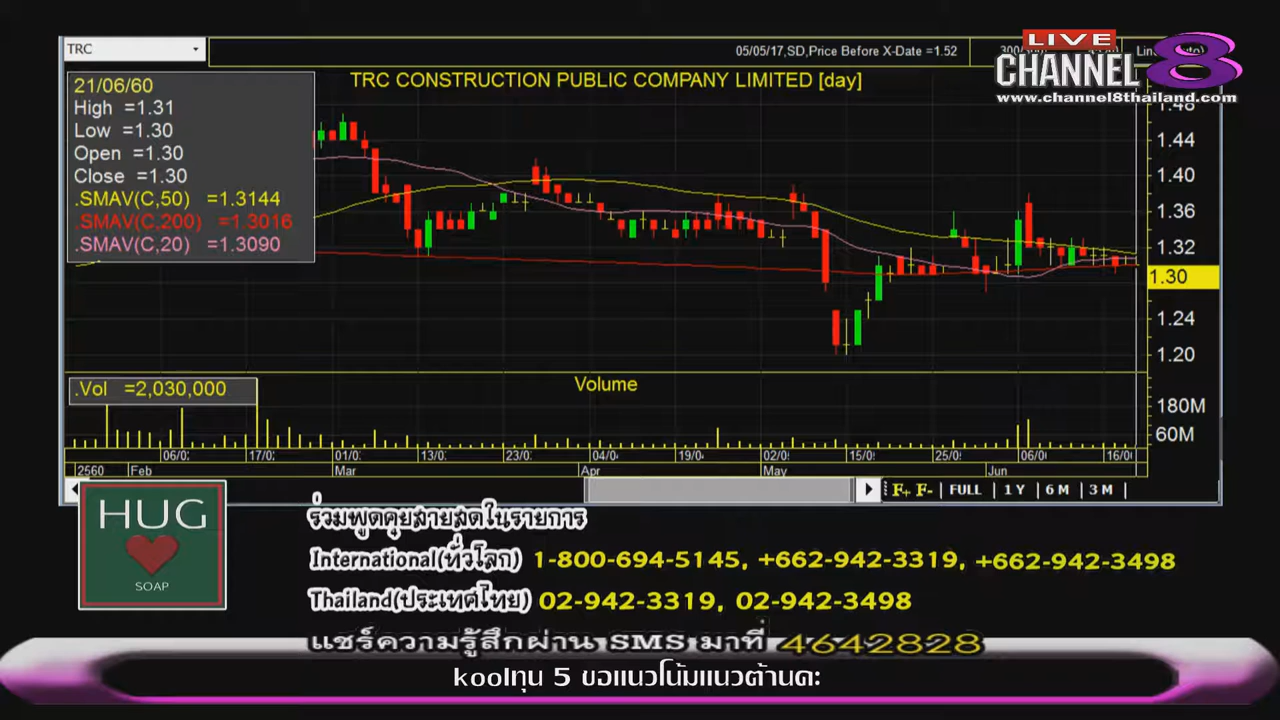 TRC
05/05/17,SD,Price Before X-Date =1.52
LIVE
CHANNEL 8
www.channel8thailand.com
TRC CONSTRUCTION PUBLIC COMPANY LIMITED [day]
21/06/60
High =1.31
Low =1.30
Open =1.30
Close =1.30
.SMAV(C,50) =1.3144
.SMAV(C,200) =1.3016
.SMAV(C,20) =1.3090
1.48
1.44
1.40
1.36
1.32
1.30
1.24
1.20
.Vol =2,030,000
Volume
180M
60M
06/0 17/0 01/0 13/0 23/0 04/0 19/0 02/0 15/0 25/0 06/0 16/0
2560 Feb Mar Apr May Jun
F+ F- FULL 1 Y 6 M 3 M
HUG
SOAP
ร่วมพูดคุยสายสดในรายการ
International(ทั่วโลก) 1-800-694-5145, +662-942-3319, +662-942-3498
Thailand(ประเทศไทย) 02-942-3319, 02-942-3498
แชร์ความรู้สึกผ่าน SMS มาที่ 4642828
koolทุน 5 ขอแนวโน้มแนวต้านคะ